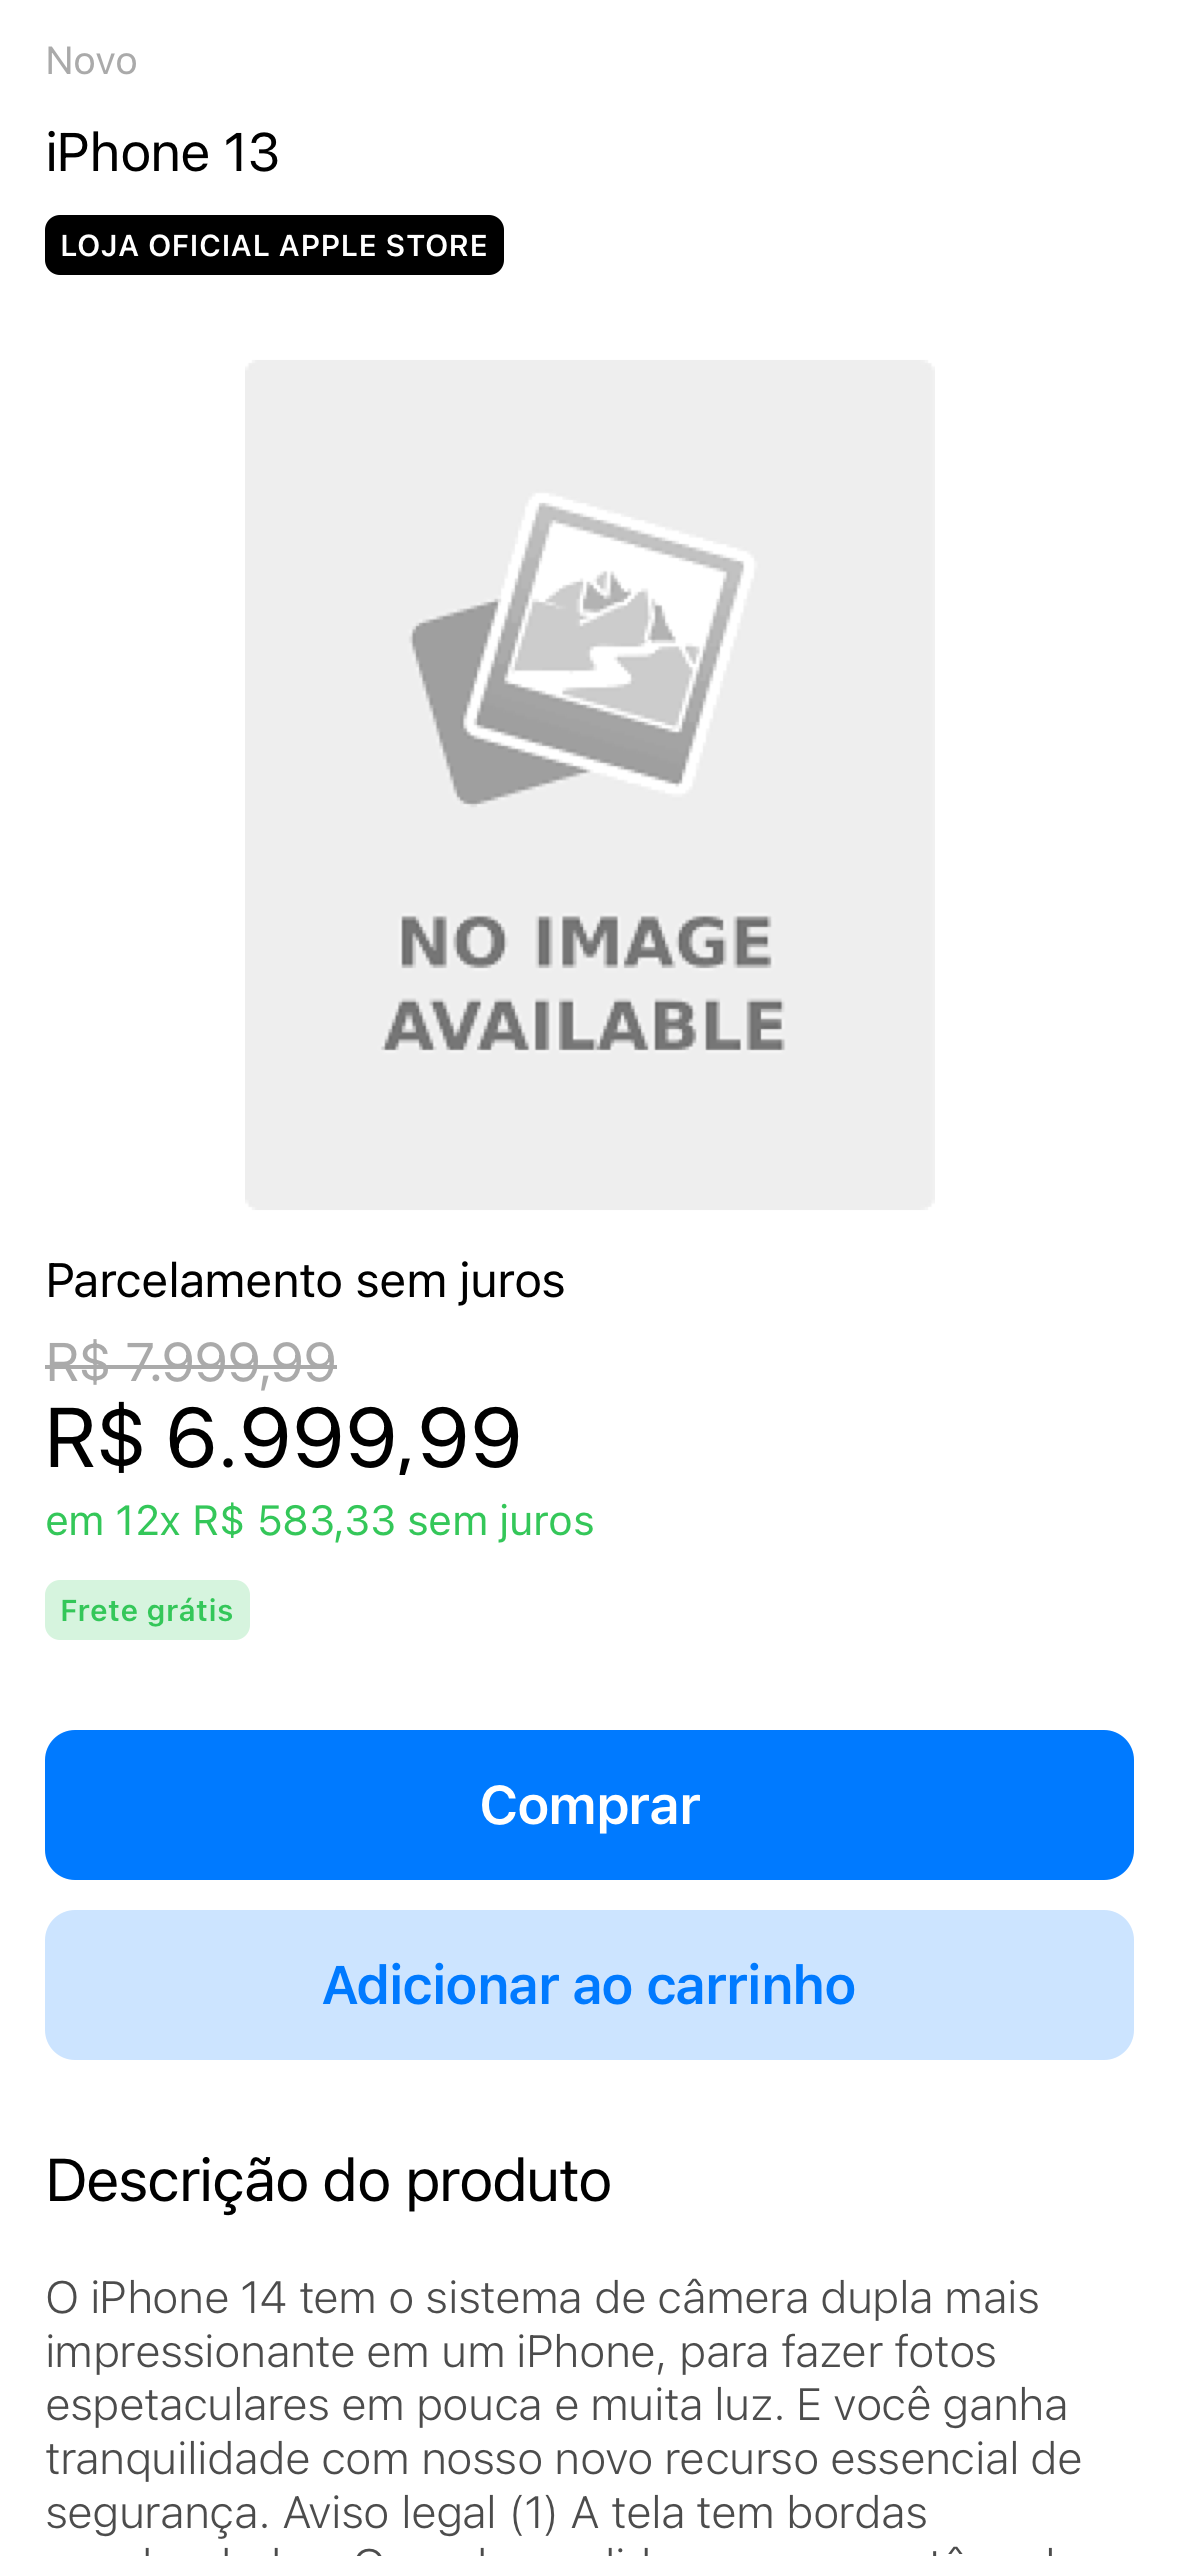 Novo
iPhone 13
LOJA OFICIAL APPLE STORE
NO IMAGE
AVAILABLE
Parcelamento sem juros
R$ 7.999,99
R$ 6.999,99
em 12x R$ 583,33 sem juros
Frete grátis
Comprar
Adicionar ao carrinho
Descrição do produto
O iPhone 14 tem o sistema de câmera dupla mais
impressionante em um iPhone, para fazer fotos
espetaculares em pouca e muita luz. E você ganha
tranquilidade com nosso novo recurso essencial de
segurança. Aviso legal (1) A tela tem bordas